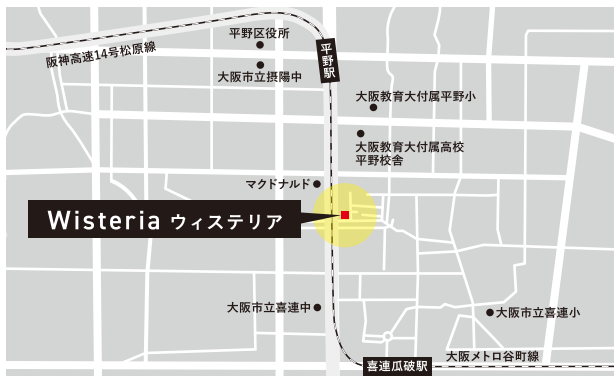 平野区役所
阪神高速14号松原線
大阪市立摂陽中
平野駅
大阪教育大付属平野小
大阪教育大付属高校
平野校舎
マクドナルド
Wisteria ウィステリア
大阪市立喜連中
大阪市立喜連小
大阪メトロ谷町線
喜連瓜破駅